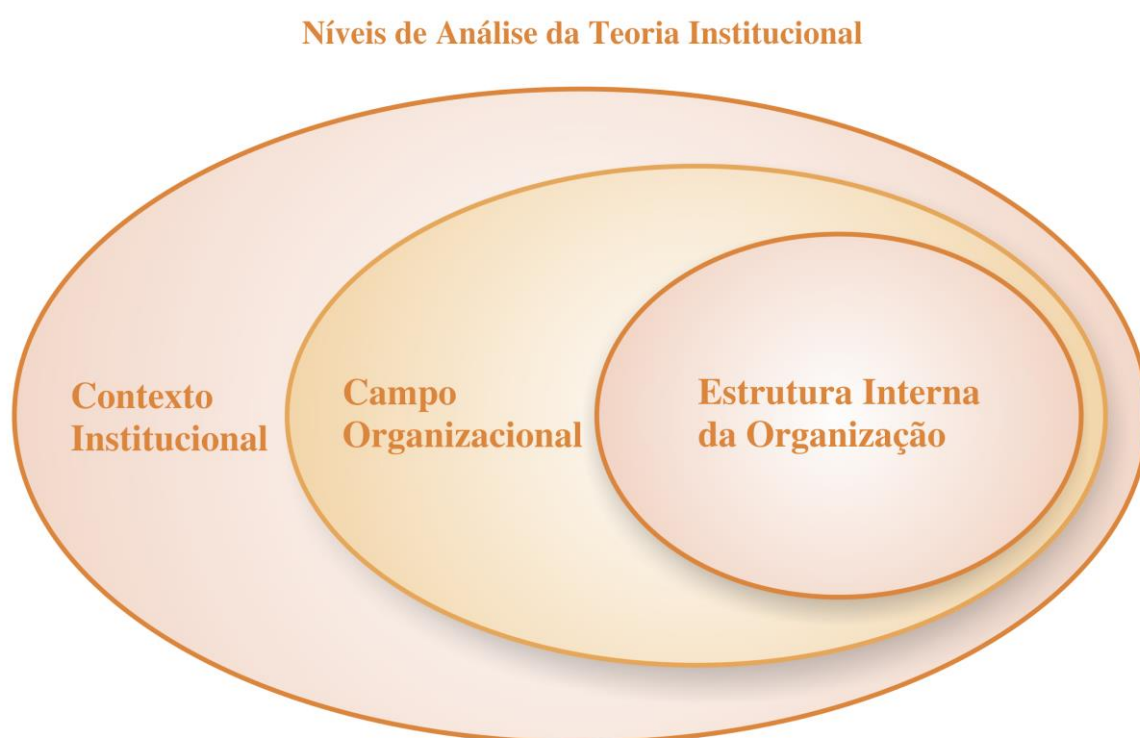 Níveis de Análise da Teoria Institucional
Contexto
Institucional
Campo
Organizacional
Estrutura Interna
da Organização